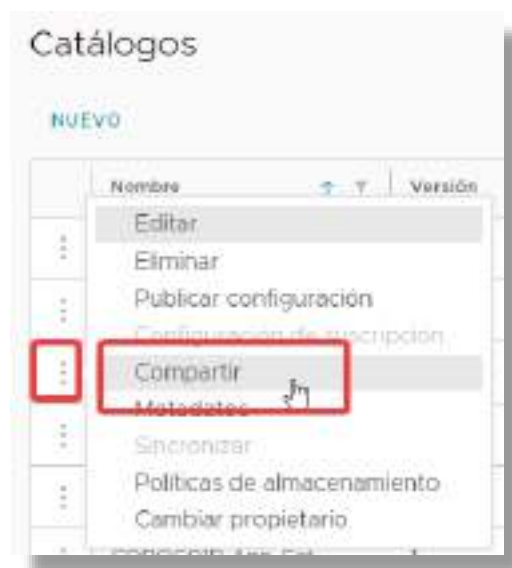 Catálogos
NUEVO
Nombre Versión
Editar
Eliminar
Publicar configuración
Configuración de suscripción
Compartir
Metadatos
Sincronizar
Políticas de almacenamiento
Cambiar propietario